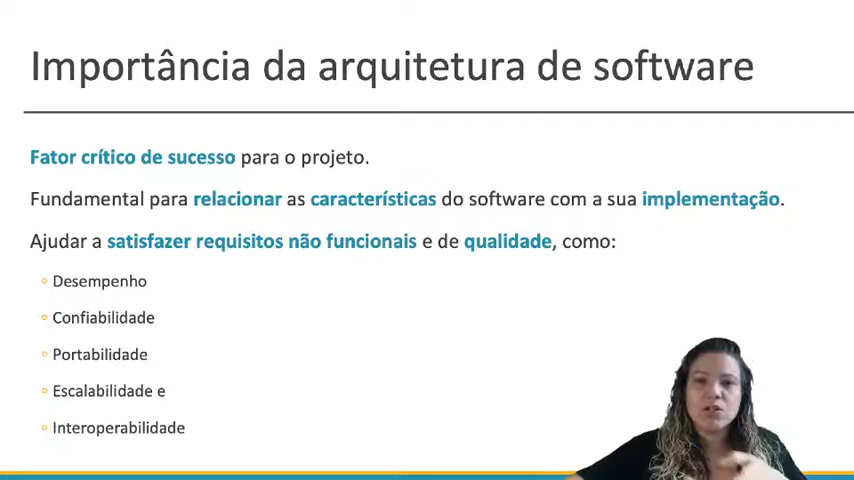 Importância da arquitetura de software
Fator crítico de sucesso para o projeto.
Fundamental para relacionar as características do software com a sua implementação.
Ajudar a satisfazer requisitos não funcionais e de qualidade, como:
Desempenho
Confiabilidade
Portabilidade
Escalabilidade e
Interoperabilidade